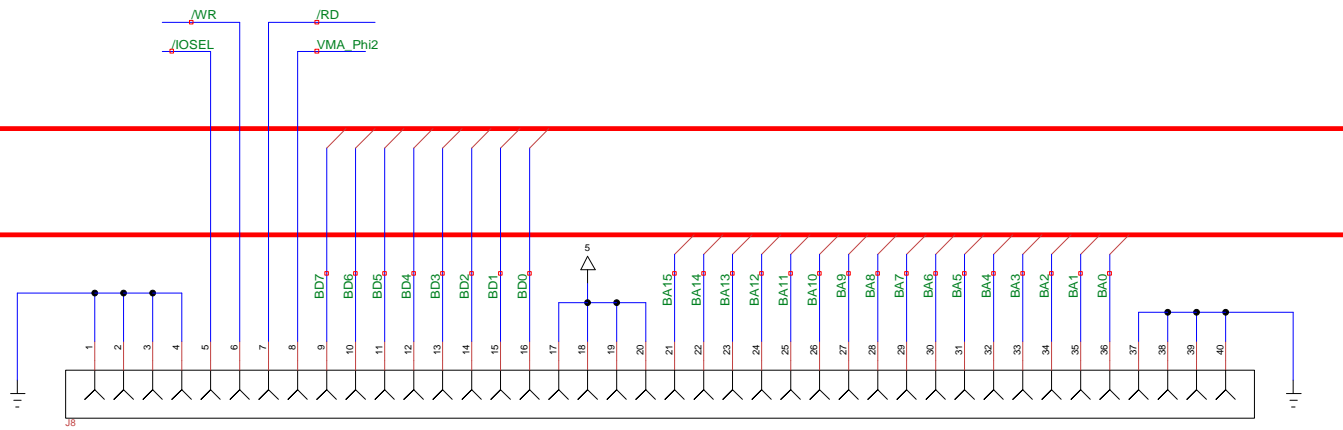 /WR /RD
/IOSEL VMA_Phi2
5
BD7 BD6 BD5 BD4 BD3 BD2 BD1 BD0 BA15 BA14 BA13 BA12 BA11 BA10 BA9 BA8 BA7 BA6 BA5 BA4 BA3 BA2 BA1 BA0
1 2 3 4 5 6 7 8 9 10 11 12 13 14 15 16 17 18 19 20 21 22 23 24 25 26 27 28 29 30 31 32 33 34 35 36 37 38 39 40
J8